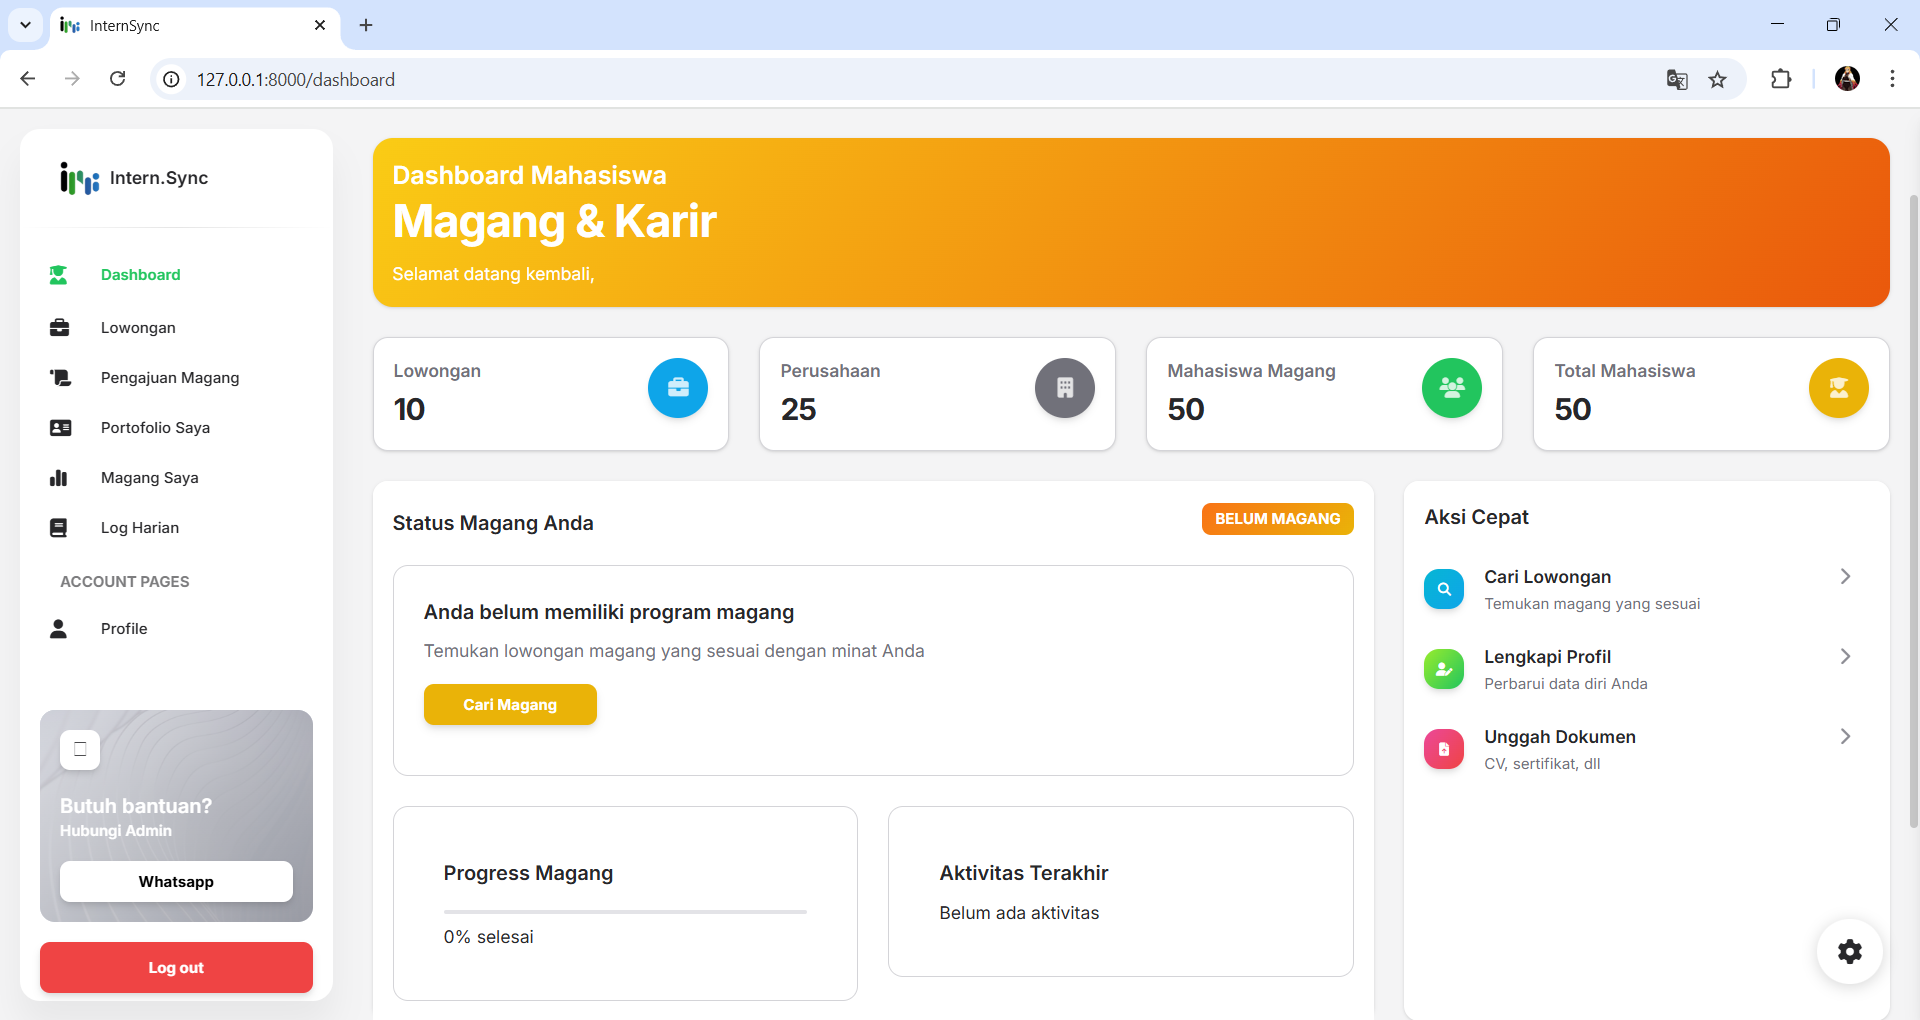 InternSync
127.0.0.1:8000/dashboard
Intern.Sync
Dashboard
Lowongan
Pengajuan Magang
Portofolio Saya
Magang Saya
Log Harian
ACCOUNT PAGES
Profile
Butuh bantuan?
Hubungi Admin
Whatsapp
Log out
Dashboard Mahasiswa
Magang & Karir
Selamat datang kembali,
Lowongan
10
Perusahaan
25
Mahasiswa Magang
50
Total Mahasiswa
50
Status Magang Anda
BELUM MAGANG
Anda belum memiliki program magang
Temukan lowongan magang yang sesuai dengan minat Anda
Cari Magang
Progress Magang
0% selesai
Aktivitas Terakhir
Belum ada aktivitas
Aksi Cepat
Cari Lowongan
Temukan magang yang sesuai
Lengkapi Profil
Perbarui data diri Anda
Unggah Dokumen
CV, sertifikat, dll